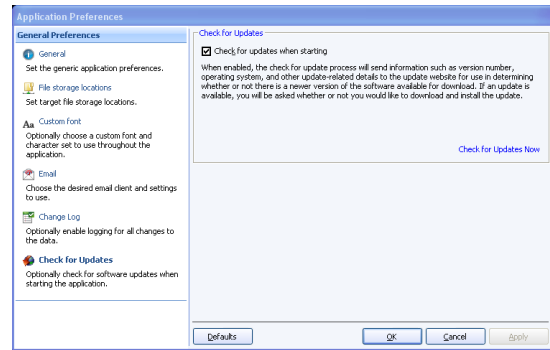 Application Preferences
General Preferences
General
Set the generic application preferences.
File storage locations
Set target file storage locations.
Aa Custom font
Optionally choose a custom font and
character set to use throughout the
application.
Email
Choose the desired email client and settings
to use.
Change Log
Optionally enable logging for all changes to
the data.
Check for Updates
Optionally check for software updates when
starting the application.
Check for Updates
Check for updates when starting
When enabled, the check for update process will send information such as version number,
operating system, and other update-related details to the update website for use in determining
whether or not there is a newer version of the software available for download. If an update is
available, you will be asked whether or not you would like to download and install the update.
Check for Updates Now
Defaults
OK
Cancel
Apply